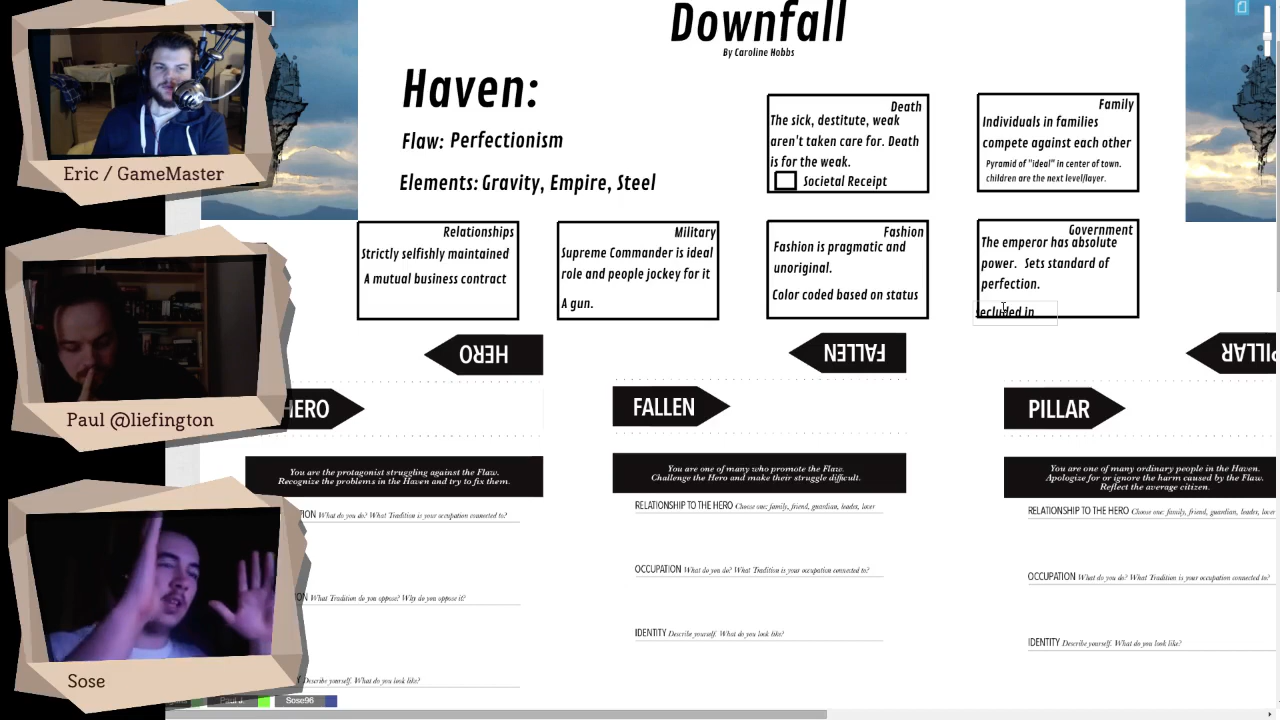 Downfall
By Caroline Hobbs
Haven:
Flaw: Perfectionism
Elements: Gravity, Empire, Steel
Death
The sick, destitute, weak
aren't taken care for. Death
is for the weak.
Societal Receipt
Family
Individuals in families
compete against each other
Pyramid of "ideal" in center of town.
children are the next level/layer.
Relationships
Strictly selfishly maintained
A mutual business contract
Military
Supreme Commander is ideal
role and people jockey for it
A gun.
Fashion
Fashion is pragmatic and
unoriginal.
Color coded based on status
Government
The emperor has absolute
power. Sets standard of
perfection.
secluded in
HERO
FALLEN
PILLAR
HERO
FALLEN
PILLAR
You are the protagonist struggling against the Flaw.
Recognize the problems in the Haven and try to fix them.
You are one of many who promote the Flaw.
Challenge the Hero and make their struggle difficult.
You are one of many ordinary people in the Haven.
Apologize for or ignore the harm caused by the Flaw.
Reflect the average citizen.
TION What do you do? What Tradition is your occupation connected to?
ON What Tradition do you oppose? Why do you oppose it?
Y Describe yourself. What do you look like?
RELATIONSHIP TO THE HERO Choose one: family, friend, guardian, leader, lover
OCCUPATION What do you do? What Tradition is your occupation connected to?
IDENTITY Describe yourself. What do you look like?
RELATIONSHIP TO THE HERO Choose one: family, friend, guardian, leader, lover
OCCUPATION What do you do? What Tradition is your occupation connected to?
IDENTITY Describe yourself. What do you look like?
Eric / GameMaster
Paul @liefington
Sose
Paul J.
Sose96